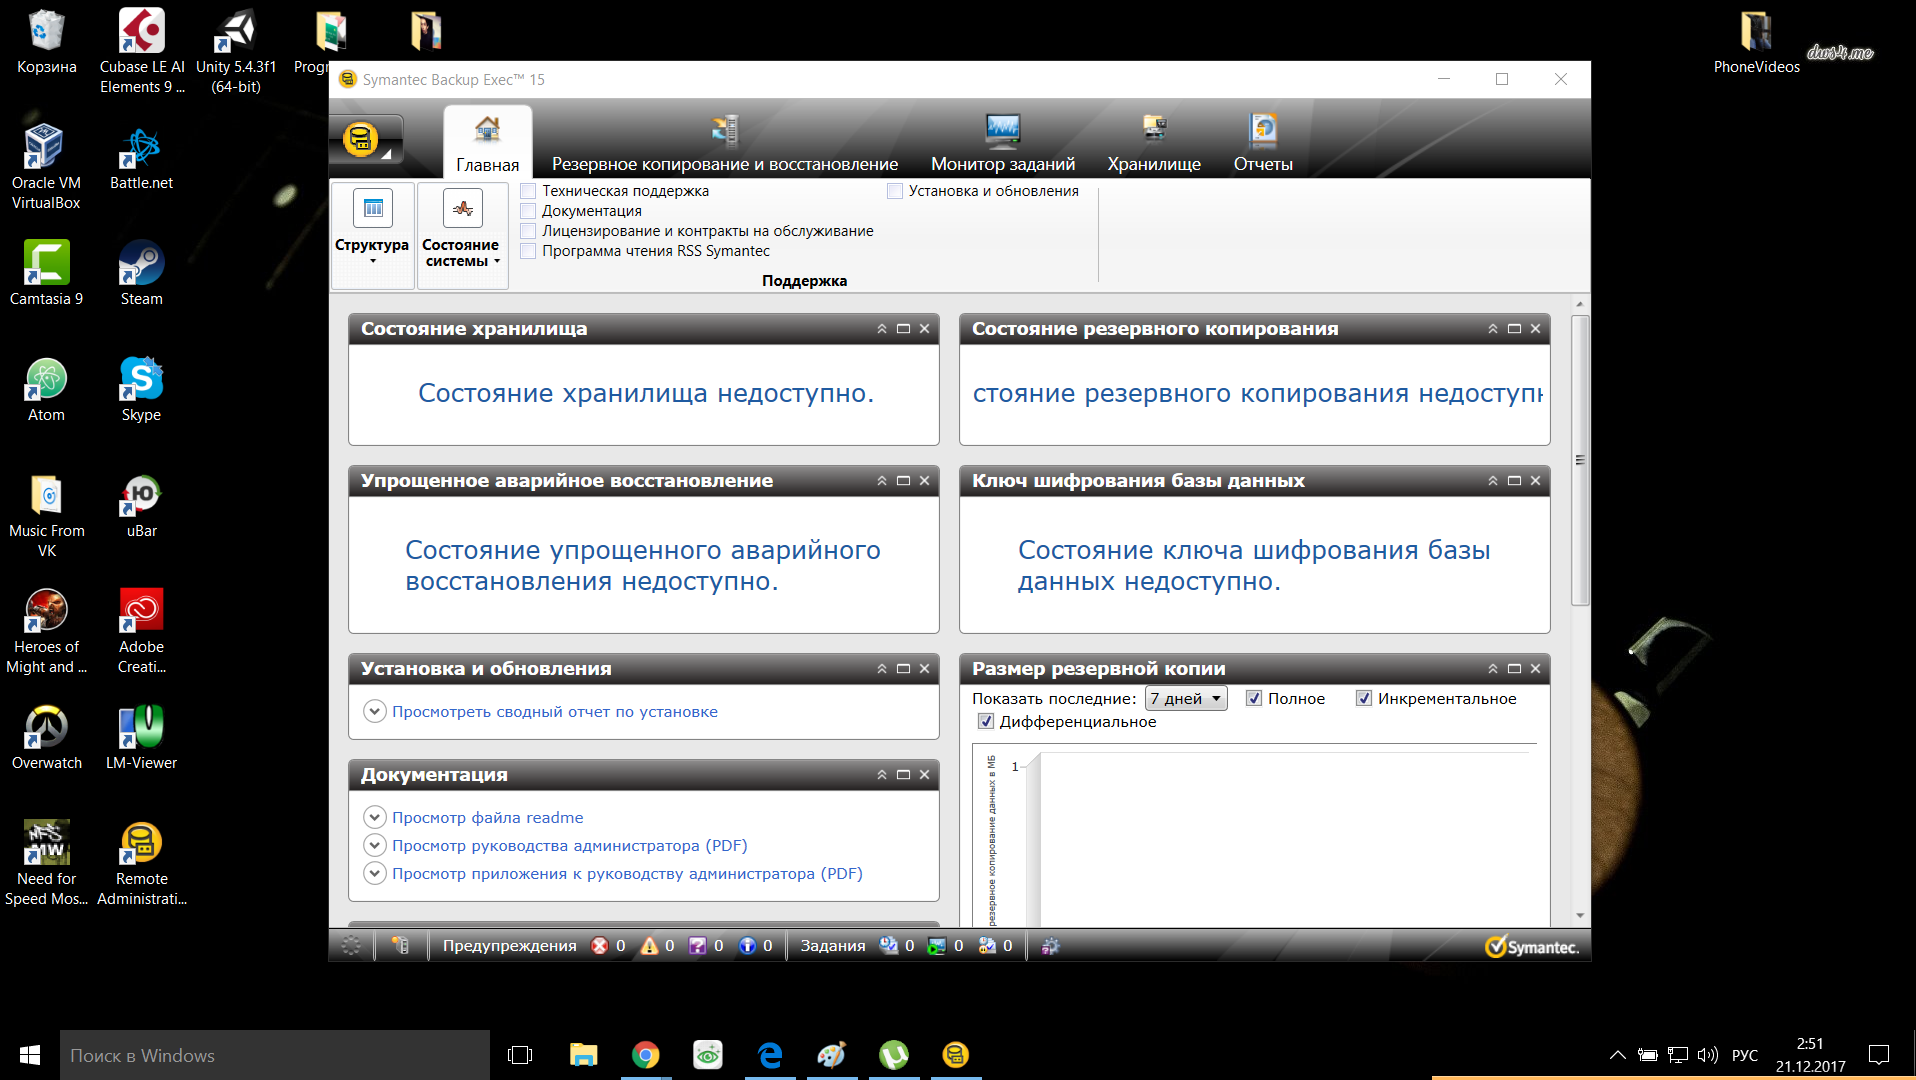 Корзина
Cubase LE AI
Elements 9 ...
Unity 5.4.3f1
(64-bit)
Progr
PhoneVideos
dws4.me
Oracle VM
VirtualBox
Battle.net
Camtasia 9
Steam
Atom
Skype
Music From
VK
uBar
Heroes of
Might and ...
Adobe
Creati...
Overwatch
LM-Viewer
Need for
Speed Mos...
Remote
Administrati...
Symantec Backup Exec™ 15
Главная
Резервное копирование и восстановление
Монитор заданий
Хранилище
Отчеты
Структура
Состояние
системы
Техническая поддержка
Документация
Лицензирование и контракты на обслуживание
Программа чтения RSS Symantec
Установка и обновления
Поддержка
Состояние хранилища
Состояние хранилища недоступно.
Состояние резервного копирования
стояние резервного копирования недоступн
Упрощенное аварийное восстановление
Состояние упрощенного аварийного
восстановления недоступно.
Ключ шифрования базы данных
Состояние ключа шифрования базы
данных недоступно.
Установка и обновления
Просмотреть сводный отчет по установке
Размер резервной копии
Показать последние: 7 дней Полное Инкрементальное
Дифференциальное
1
резервное копирование данных в МБ
Документация
Просмотр файла readme
Просмотр руководства администратора (PDF)
Просмотр приложения к руководству администратора (PDF)
Предупреждения 0 0 0 0 Задания 0 0 0
Symantec.
Поиск в Windows
РУС
2:51
21.12.2017